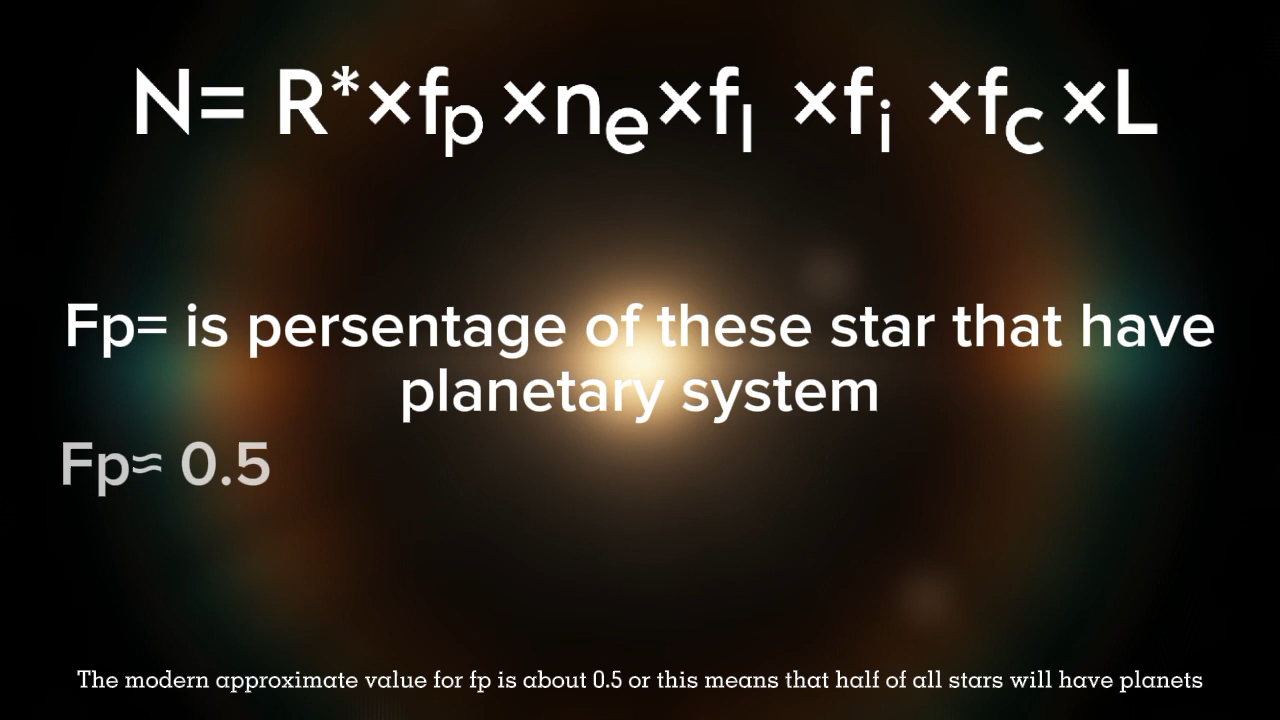 N= R*×fp ×ne×fl ×fi ×fc ×L
Fp= is persentage of these star that have
planetary system
Fp≈ 0.5
The modern approximate value for fp is about 0.5 or this means that half of all stars will have planets